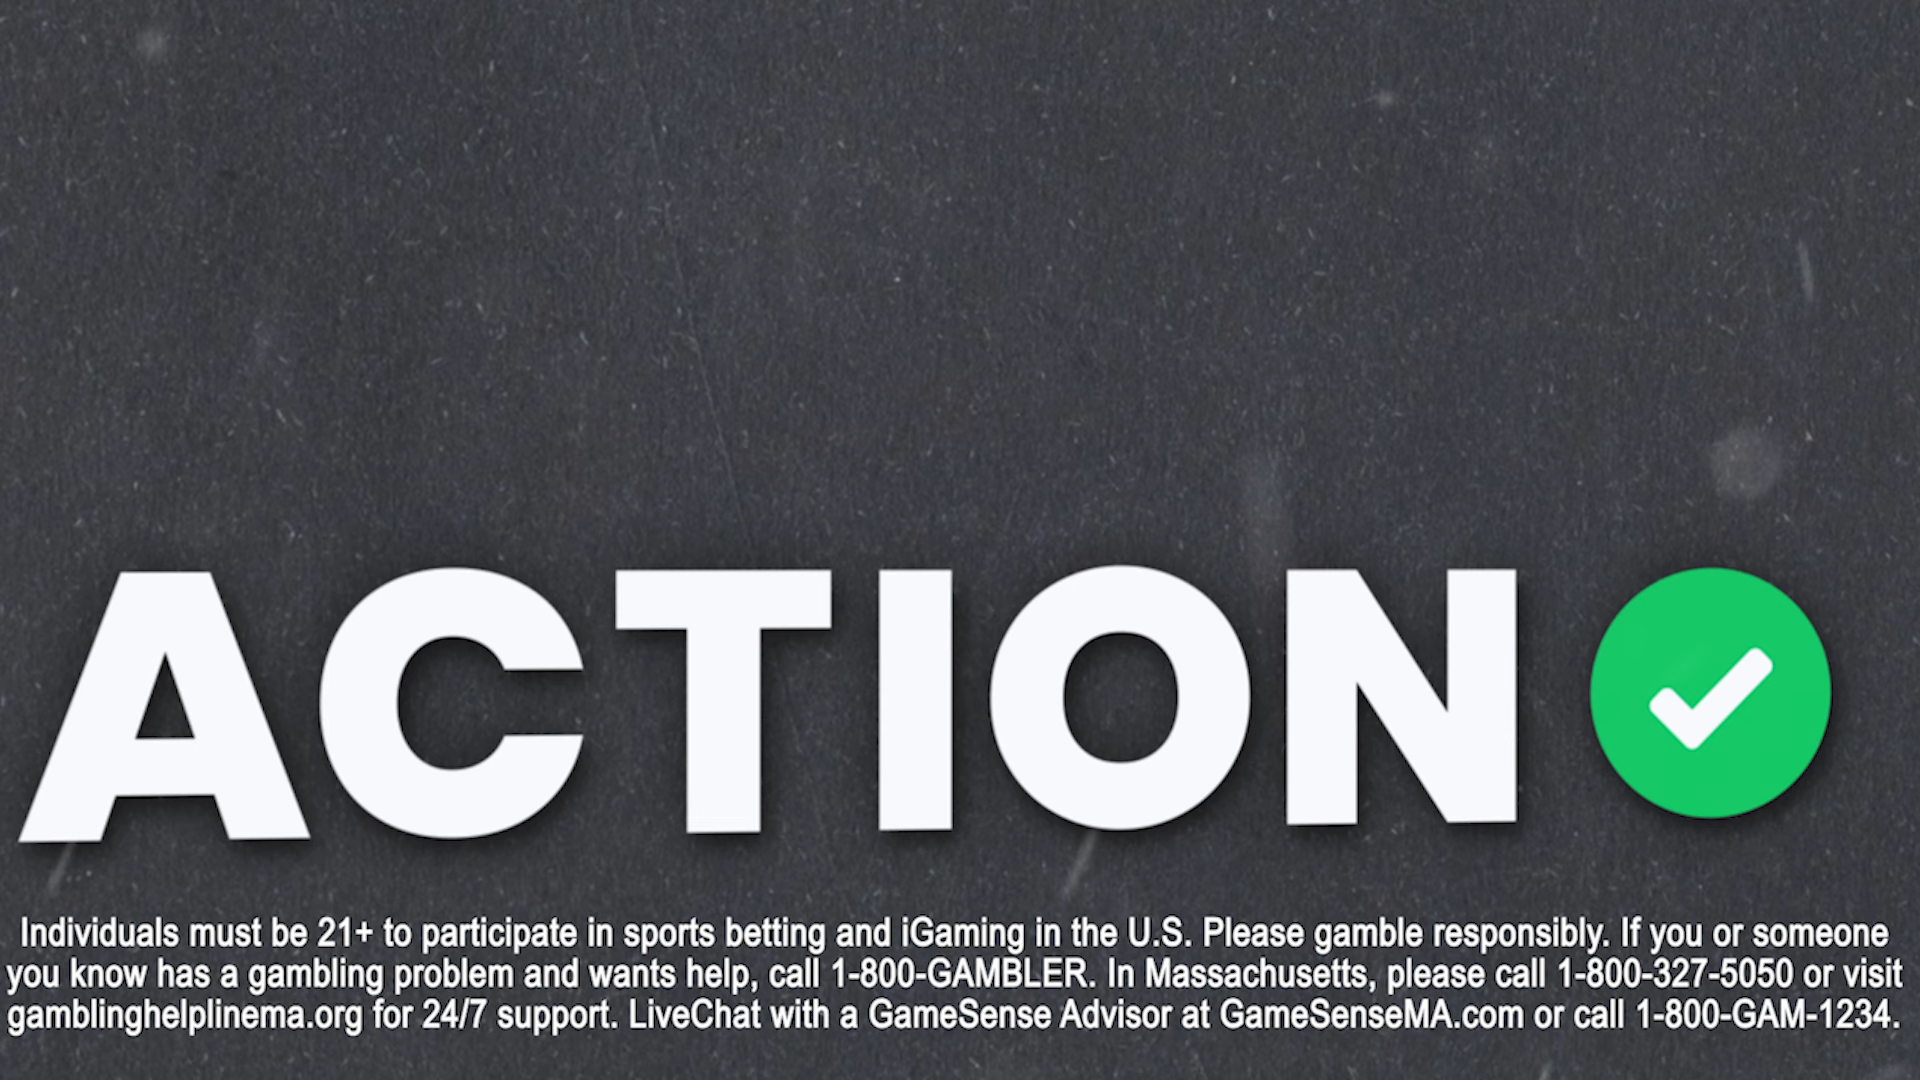 ACTION
Individuals must be 21+ to participate in sports betting and iGaming in the U.S. Please gamble responsibly. If you or someone
you know has a gambling problem and wants help, call 1-800-GAMBLER. In Massachusetts, please call 1-800-327-5050 or visit
gamblinghelplinema.org for 24/7 support. LiveChat with a GameSense Advisor at GameSenseMA.com or call 1-800-GAM-1234.